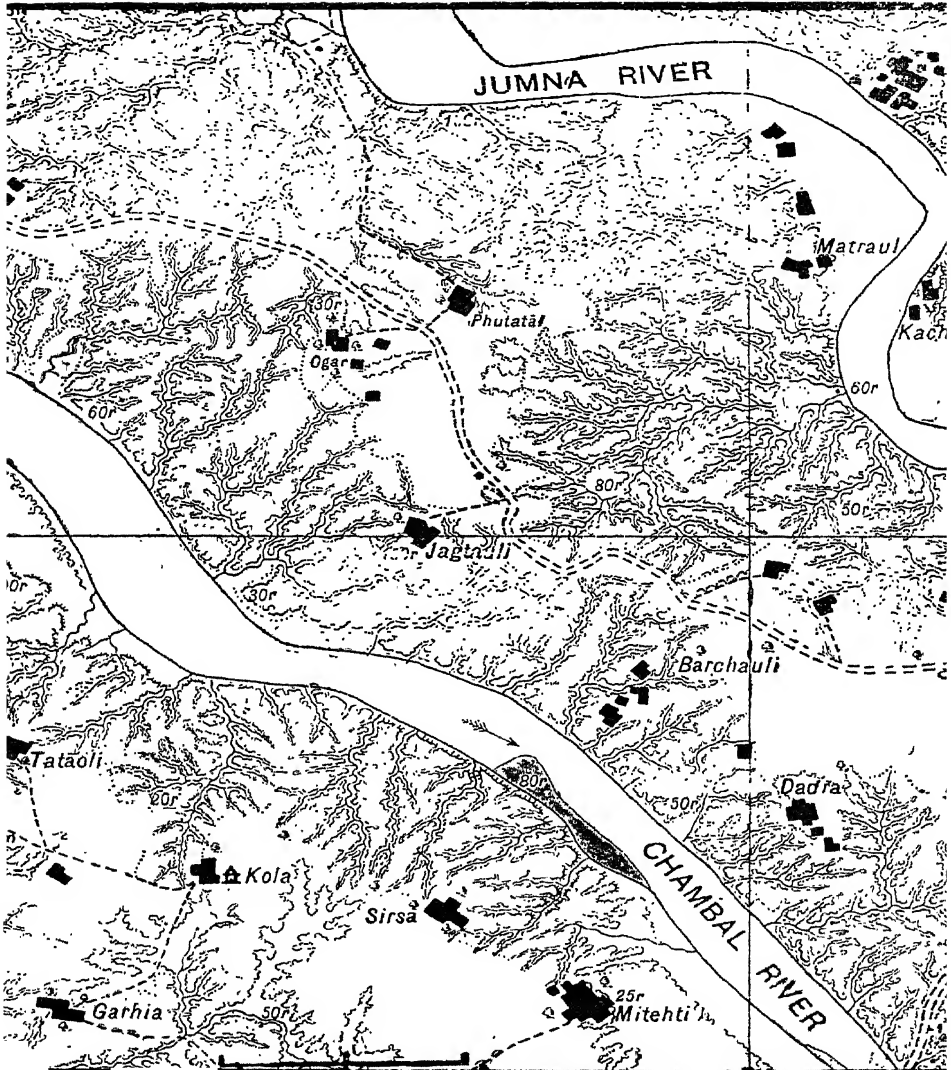 JUMNA RIVER
Matraul
30r
Phutatal
Kach
Ogar
60r
60r
80r
50r
Jagtauli
30r
Barchauli
Tataoli
80r
50r
Dadra
20r
Kola
CHAMBAL RIVER
Sirsa
25r
Garhia
50r
Mitehti